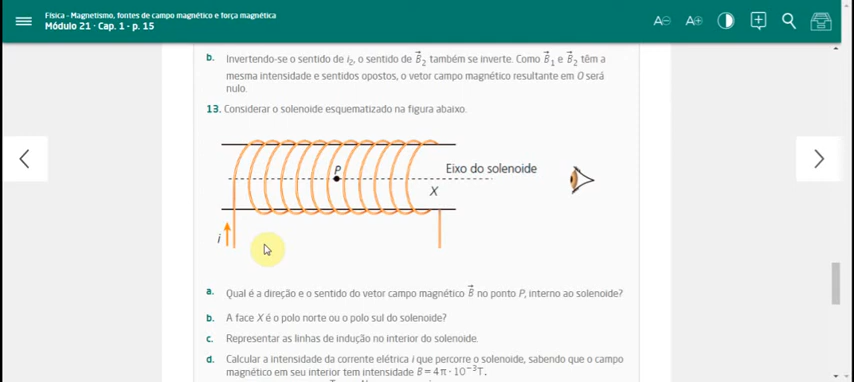 Física - Magnetismo, fontes de campo magnético e força magnética
Módulo 21 - Cap. 1 - p. 15
A⊖ A⊕
b. Invertendo-se o sentido de i₂, o sentido de B⃗₂ também se inverte. Como B⃗₁ e B⃗₂ têm a
mesma intensidade e sentidos opostos, o vetor campo magnético resultante em O será
nulo.
13. Considerar o solenoide esquematizado na figura abaixo.
P
Eixo do solenoide
X
i
a. Qual é a direção e o sentido do vetor campo magnético B⃗ no ponto P, interno ao solenoide?
b. A face X é o polo norte ou o polo sul do solenoide?
c. Representar as linhas de indução no interior do solenoide.
d. Calcular a intensidade da corrente elétrica i que percorre o solenoide, sabendo que o campo
magnético em seu interior tem intensidade B = 4π · 10⁻³T.